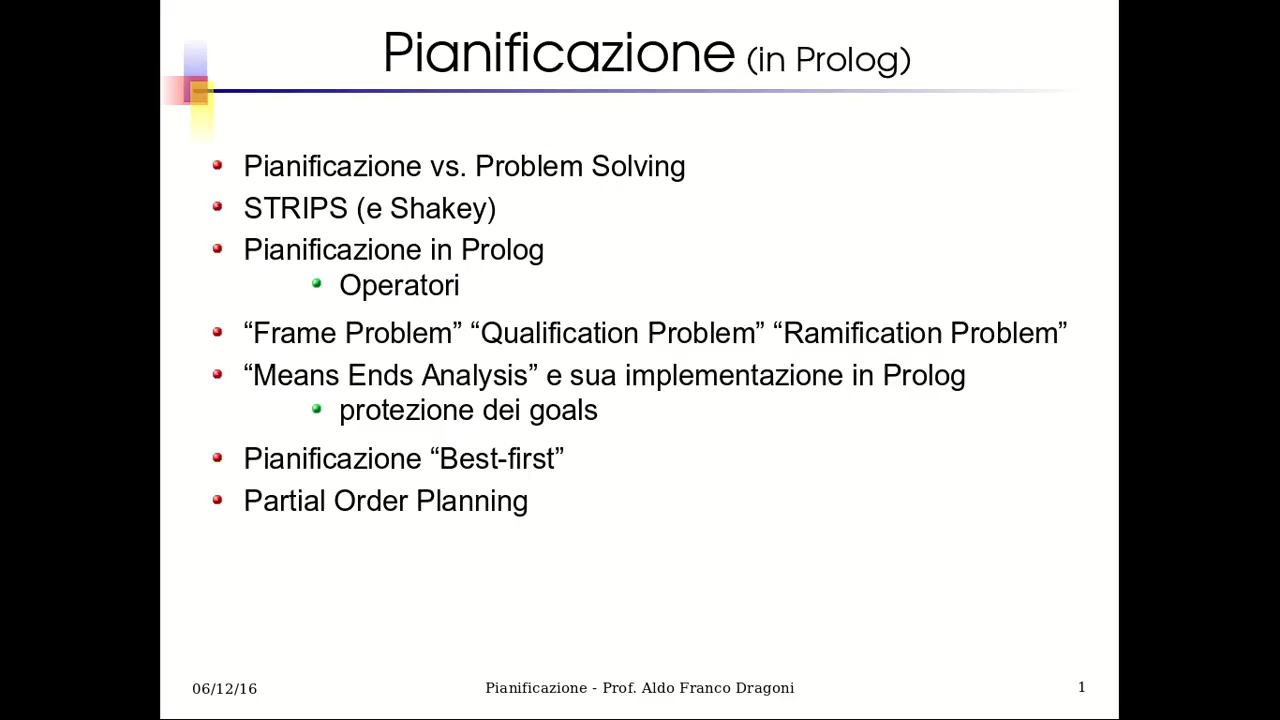 Pianificazione (in Prolog)
Pianificazione vs. Problem Solving
STRIPS (e Shakey)
Pianificazione in Prolog
Operatori
“Frame Problem” “Qualification Problem” “Ramification Problem”
“Means Ends Analysis” e sua implementazione in Prolog
protezione dei goals
Pianificazione “Best-first”
Partial Order Planning
06/12/16 Pianificazione - Prof. Aldo Franco Dragoni 1